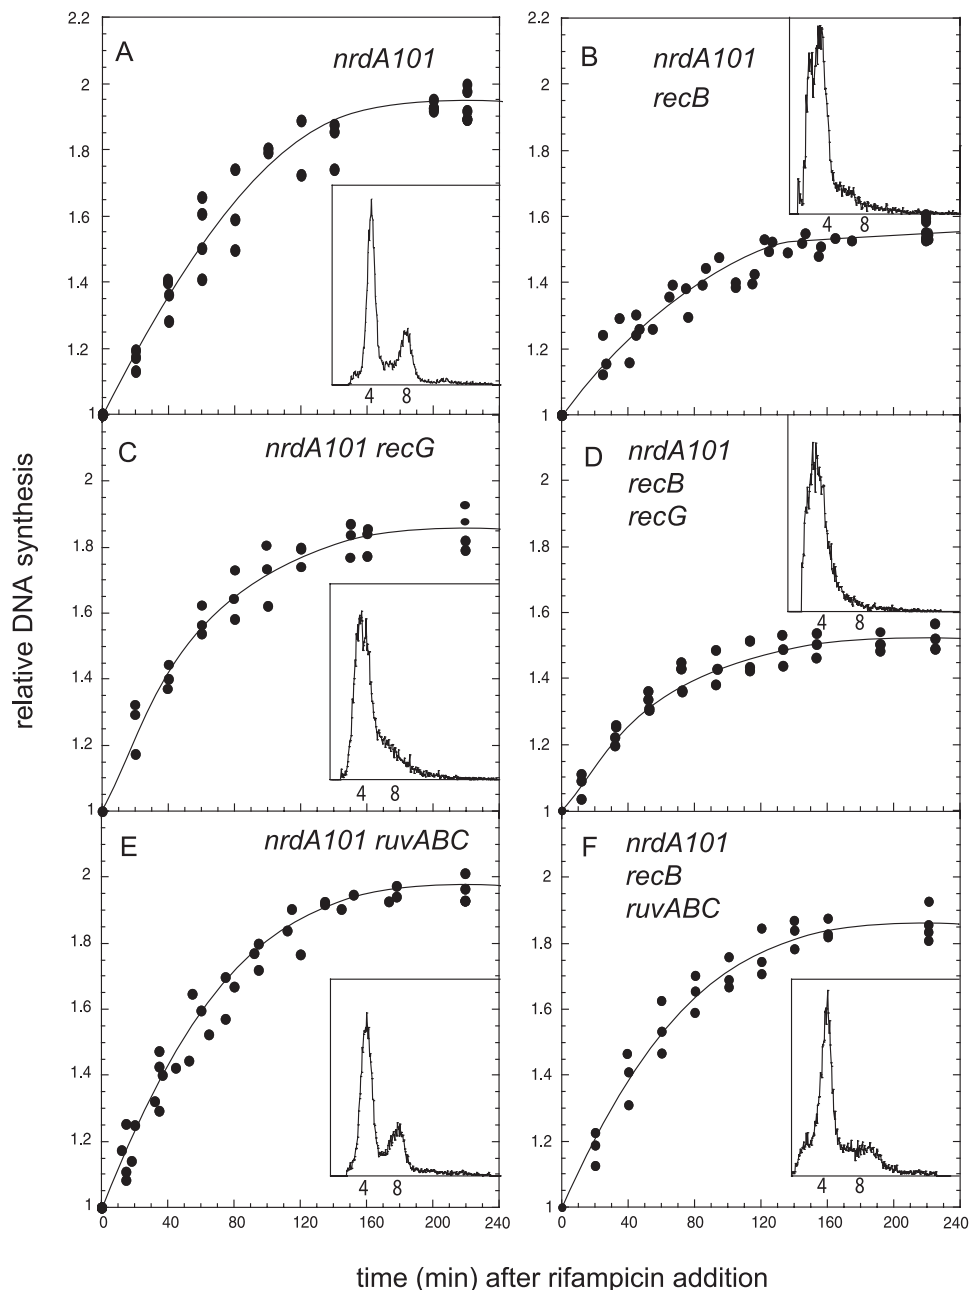 2.2
A
nrdA101
2
1.8
1.6
1.4
1.2
1
4 8
2.2
B
nrdA101
recB
2
1.8
1.6
1.4
1.2
1
4 8
C
nrdA101 recG
2
1.8
1.6
1.4
1.2
1
4 8
D
nrdA101
recB
recG
2
1.8
1.6
1.4
1.2
1
4 8
E
nrdA101 ruvABC
2
1.8
1.6
1.4
1.2
1
4 8
0 40 80 120 160 200 240
F
nrdA101
recB
ruvABC
2
1.8
1.6
1.4
1.2
1
4 8
0 40 80 120 160 200 240
relative DNA synthesis
time (min) after rifampicin addition